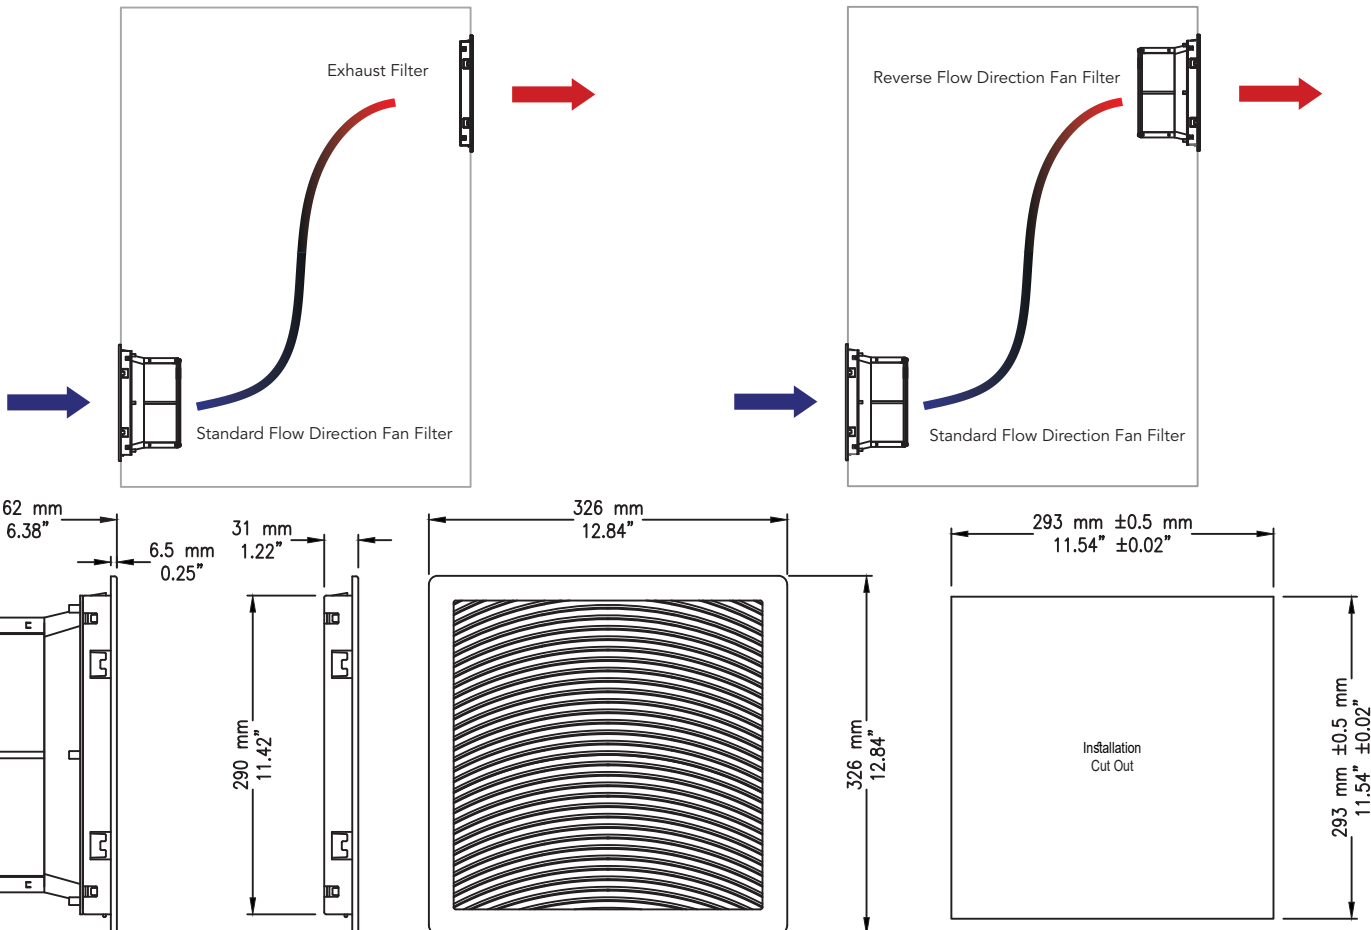 Exhaust Filter
Standard Flow Direction Fan Filter
Reverse Flow Direction Fan Filter
Standard Flow Direction Fan Filter
62 mm
6.38”
6.5 mm
0.25”
31 mm
1.22”
290 mm
11.42”
326 mm
12.84”
326 mm
12.84”
293 mm ±0.5 mm
11.54” ±0.02”
Installation
Cut Out
293 mm ±0.5 mm
11.54” ±0.02”